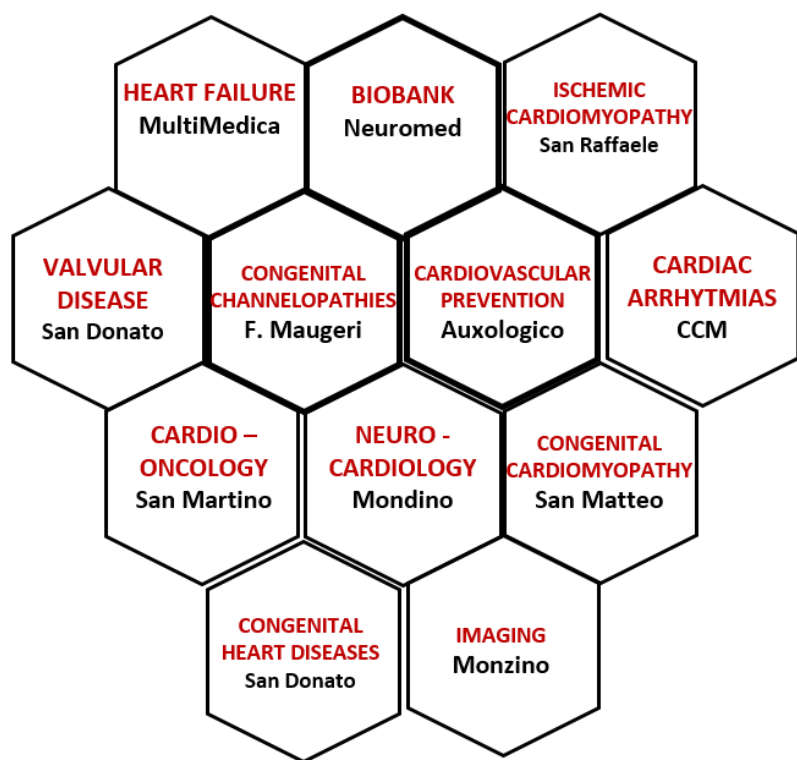 HEART FAILURE
MultiMedica
BIOBANK
Neuromed
ISCHEMIC
CARDIOMYOPATHY
San Raffaele
VALVULAR
DISEASE
San Donato
CONGENITAL
CHANNELOPATHIES
F. Maugeri
CARDIOVASCULAR
PREVENTION
Auxologico
CARDIAC
ARRHYTMIAS
CCM
CARDIO –
ONCOLOGY
San Martino
NEURO -
CARDIOLOGY
Mondino
CONGENITAL
CARDIOMYOPATHY
San Matteo
CONGENITAL
HEART DISEASES
San Donato
IMAGING
Monzino